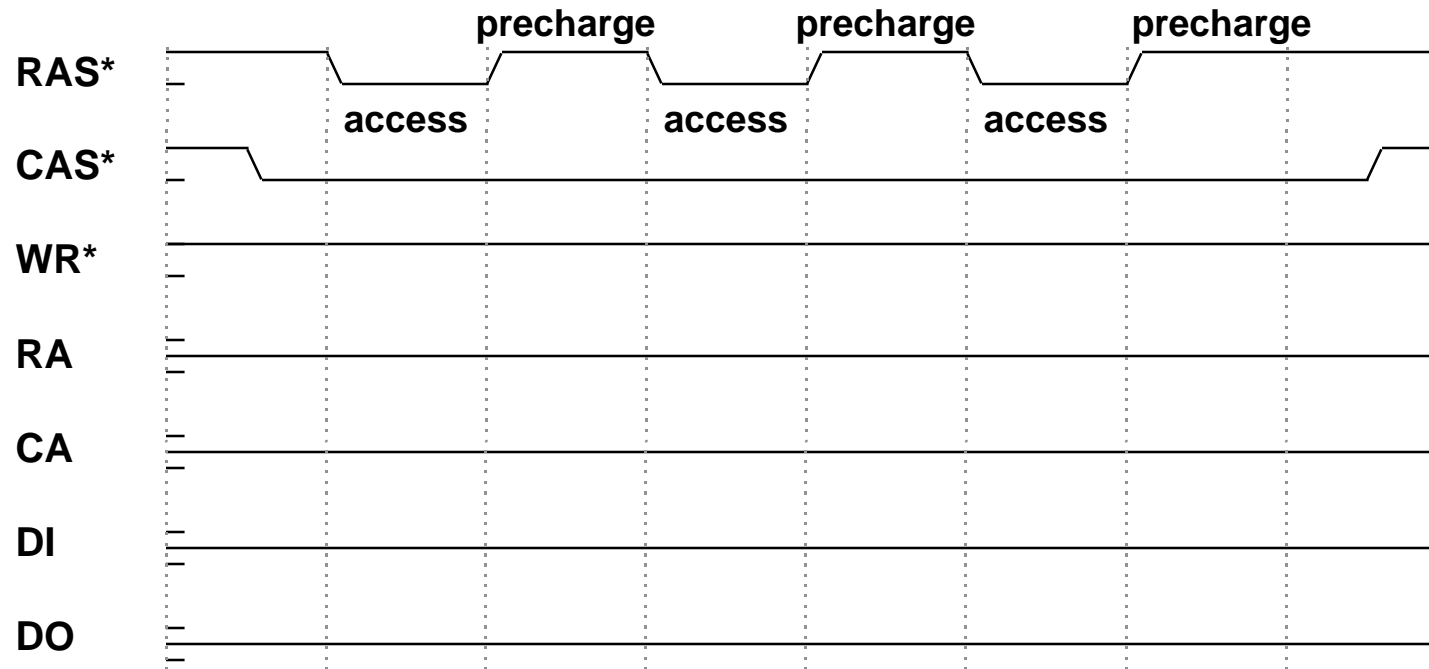 precharge precharge precharge
RAS*
access access access
CAS*
WR*
RA
CA
DI
DO